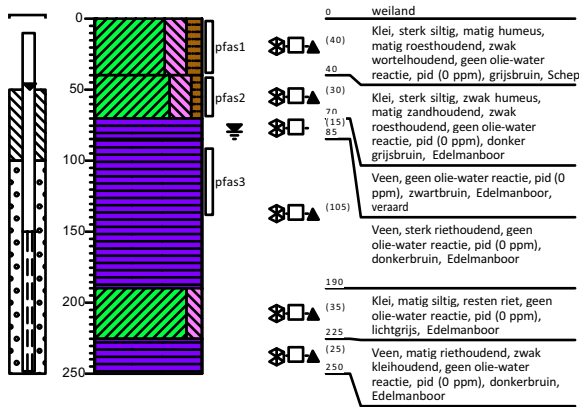 0
50
100
150
200
250
pfas1
pfas2
pfas3
0
weiland
(40)
Klei, sterk siltig, matig humeus,
matig roesthoudend, zwak
wortelhoudend, geen olie-water
reactie, pid (0 ppm), grijsbruin, Schep
40
(30)
Klei, sterk siltig, zwak humeus,
matig zandhoudend, zwak
roesthoudend, geen olie-water
reactie, pid (0 ppm), donker
grijsbruin, Edelmanboor
70
(15)
85
Veen, geen olie-water reactie, pid (0
ppm), zwartbruin, Edelmanboor,
veraard
(105)
Veen, sterk riethoudend, geen
olie-water reactie, pid (0 ppm),
donkerbruin, Edelmanboor
190
(35)
Klei, matig siltig, resten riet, geen
olie-water reactie, pid (0 ppm),
lichtgrijs, Edelmanboor
225
(25)
Veen, matig riethoudend, zwak
kleihoudend, geen olie-water
reactie, pid (0 ppm), donkerbruin,
Edelmanboor
250